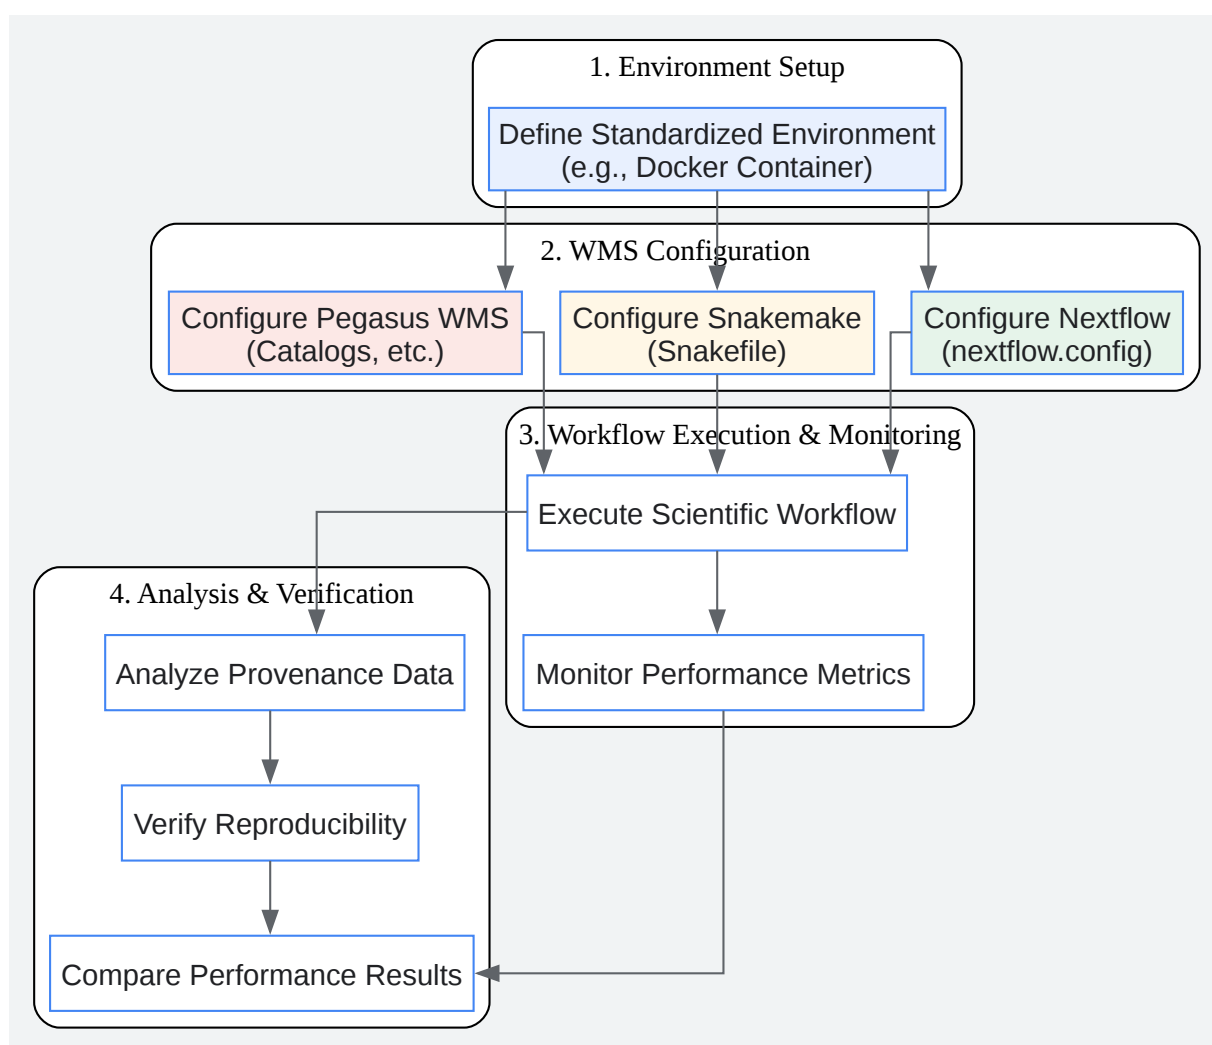 1. Environment Setup
Define Standardized Environment
(e.g., Docker Container)
2. WMS Configuration
Configure Pegasus WMS
(Catalogs, etc.)
Configure Snakemake
(Snakefile)
Configure Nextflow
(nextflow.config)
3. Workflow Execution & Monitoring
Execute Scientific Workflow
Monitor Performance Metrics
4. Analysis & Verification
Analyze Provenance Data
Verify Reproducibility
Compare Performance Results